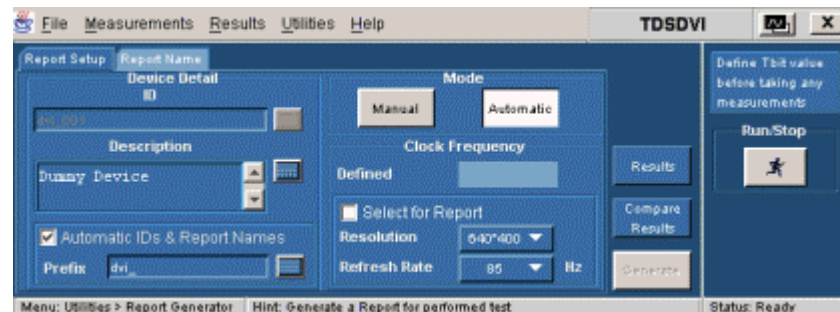 File Measurements Results Utilities Help TDSDVI X
Report Setup Report Name
Device Detail
ID
dvi_001
Description
Dummy Device
Automatic IDs & Report Names
Prefix dvi_
Mode
Manual Automatic
Clock Frequency
Defined
Select for Report
Resolution 640*400
Refresh Rate 85 Hz
Results
Compare
Results
Generate
Define Tbit value
before taking any
measurements
Run/Stop
Menu: Utilities > Report Generator Hint: Generate a Report for performed test Status: Ready